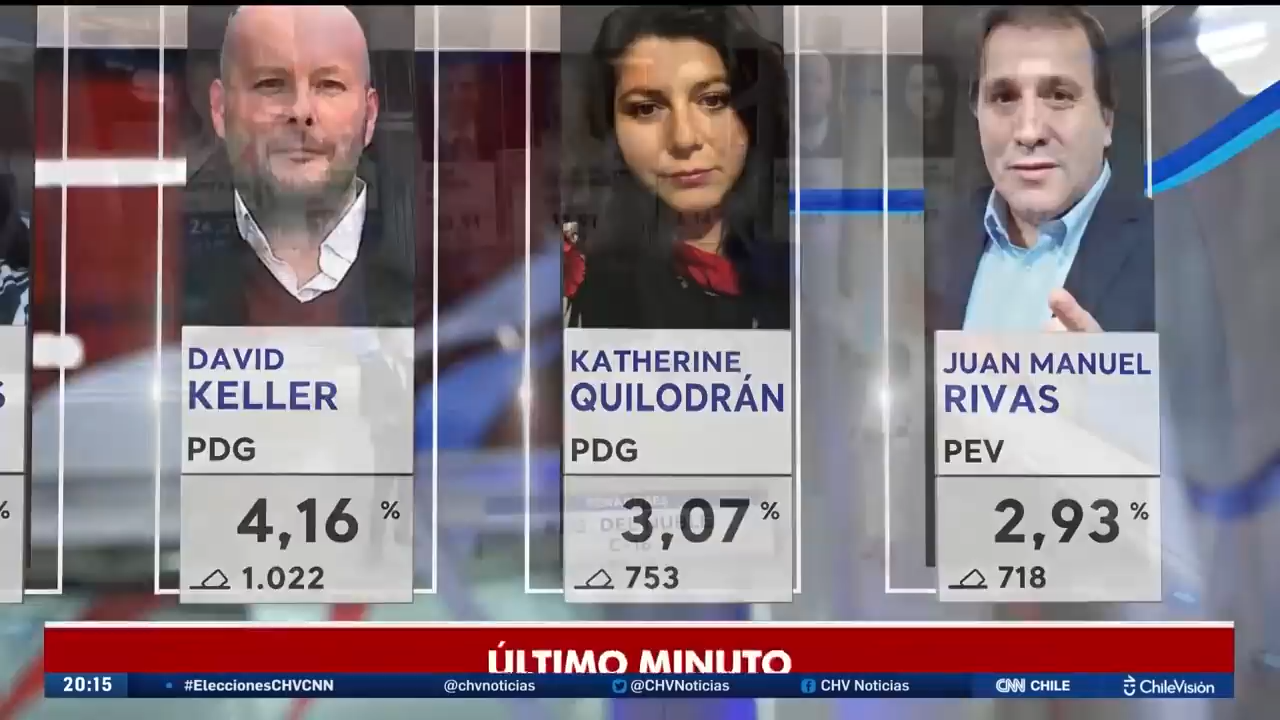 S
%
DAVID
KELLER
PDG
4,16 %
1.022
KATHERINE
QUILODRÁN
PDG
3,07 %
753
JUAN MANUEL
RIVAS
PEV
2,93 %
718
ÚLTIMO MINUTO
20:15
#EleccionesCHVCNN
@chvnoticias
@CHVNoticias
CHV Noticias
CNN CHILE
ChileVisión